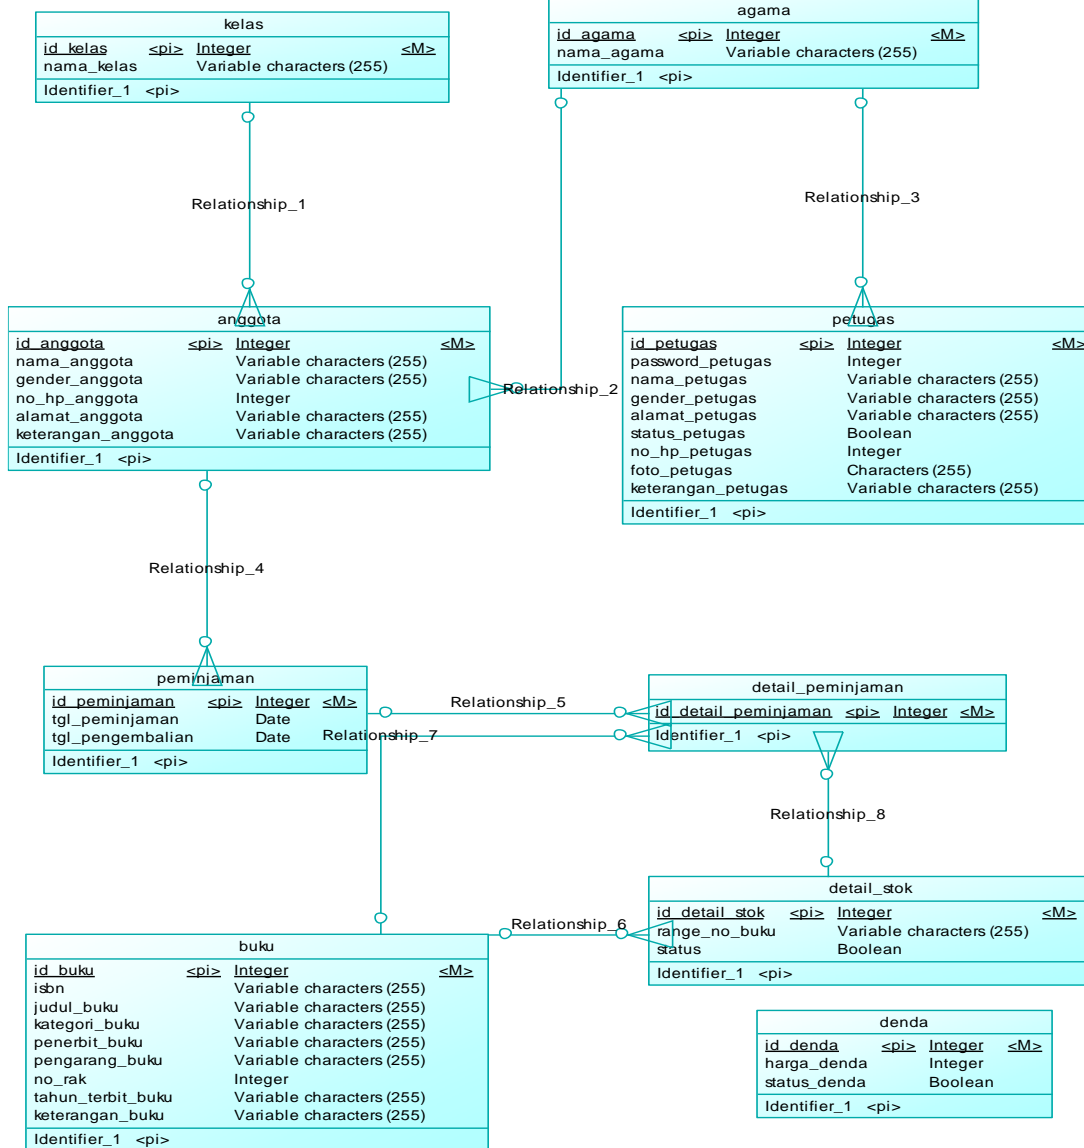 kelas
id_kelas <pi> Integer <M>
nama_kelas Variable characters (255)
Identifier_1 <pi>
agama
id_agama <pi> Integer <M>
nama_agama Variable characters (255)
Identifier_1 <pi>
Relationship_1
Relationship_3
anggota
id_anggota <pi> Integer <M>
nama_anggota Variable characters (255)
gender_anggota Variable characters (255)
no_hp_anggota Integer
alamat_anggota Variable characters (255)
keterangan_anggota Variable characters (255)
Identifier_1 <pi>
Relationship_2
petugas
id_petugas <pi> Integer <M>
password_petugas Integer
nama_petugas Variable characters (255)
gender_petugas Variable characters (255)
alamat_petugas Variable characters (255)
status_petugas Boolean
no_hp_petugas Integer
foto_petugas Characters (255)
keterangan_petugas Variable characters (255)
Identifier_1 <pi>
Relationship_4
peminjaman
id_peminjaman <pi> Integer <M>
tgl_peminjaman Date
tgl_pengembalian Date
Identifier_1 <pi>
Relationship_5
Relationship_7
detail_peminjaman
id_detail_peminjaman <pi> Integer <M>
Identifier_1 <pi>
Relationship_8
detail_stok
id_detail_stok <pi> Integer <M>
range_no_buku Variable characters (255)
status Boolean
Identifier_1 <pi>
Relationship_6
buku
id_buku <pi> Integer <M>
isbn Variable characters (255)
judul_buku Variable characters (255)
kategori_buku Variable characters (255)
penerbit_buku Variable characters (255)
pengarang_buku Variable characters (255)
no_rak Integer
tahun_terbit_buku Variable characters (255)
keterangan_buku Variable characters (255)
Identifier_1 <pi>
denda
id_denda <pi> Integer <M>
harga_denda Integer
status_denda Boolean
Identifier_1 <pi>